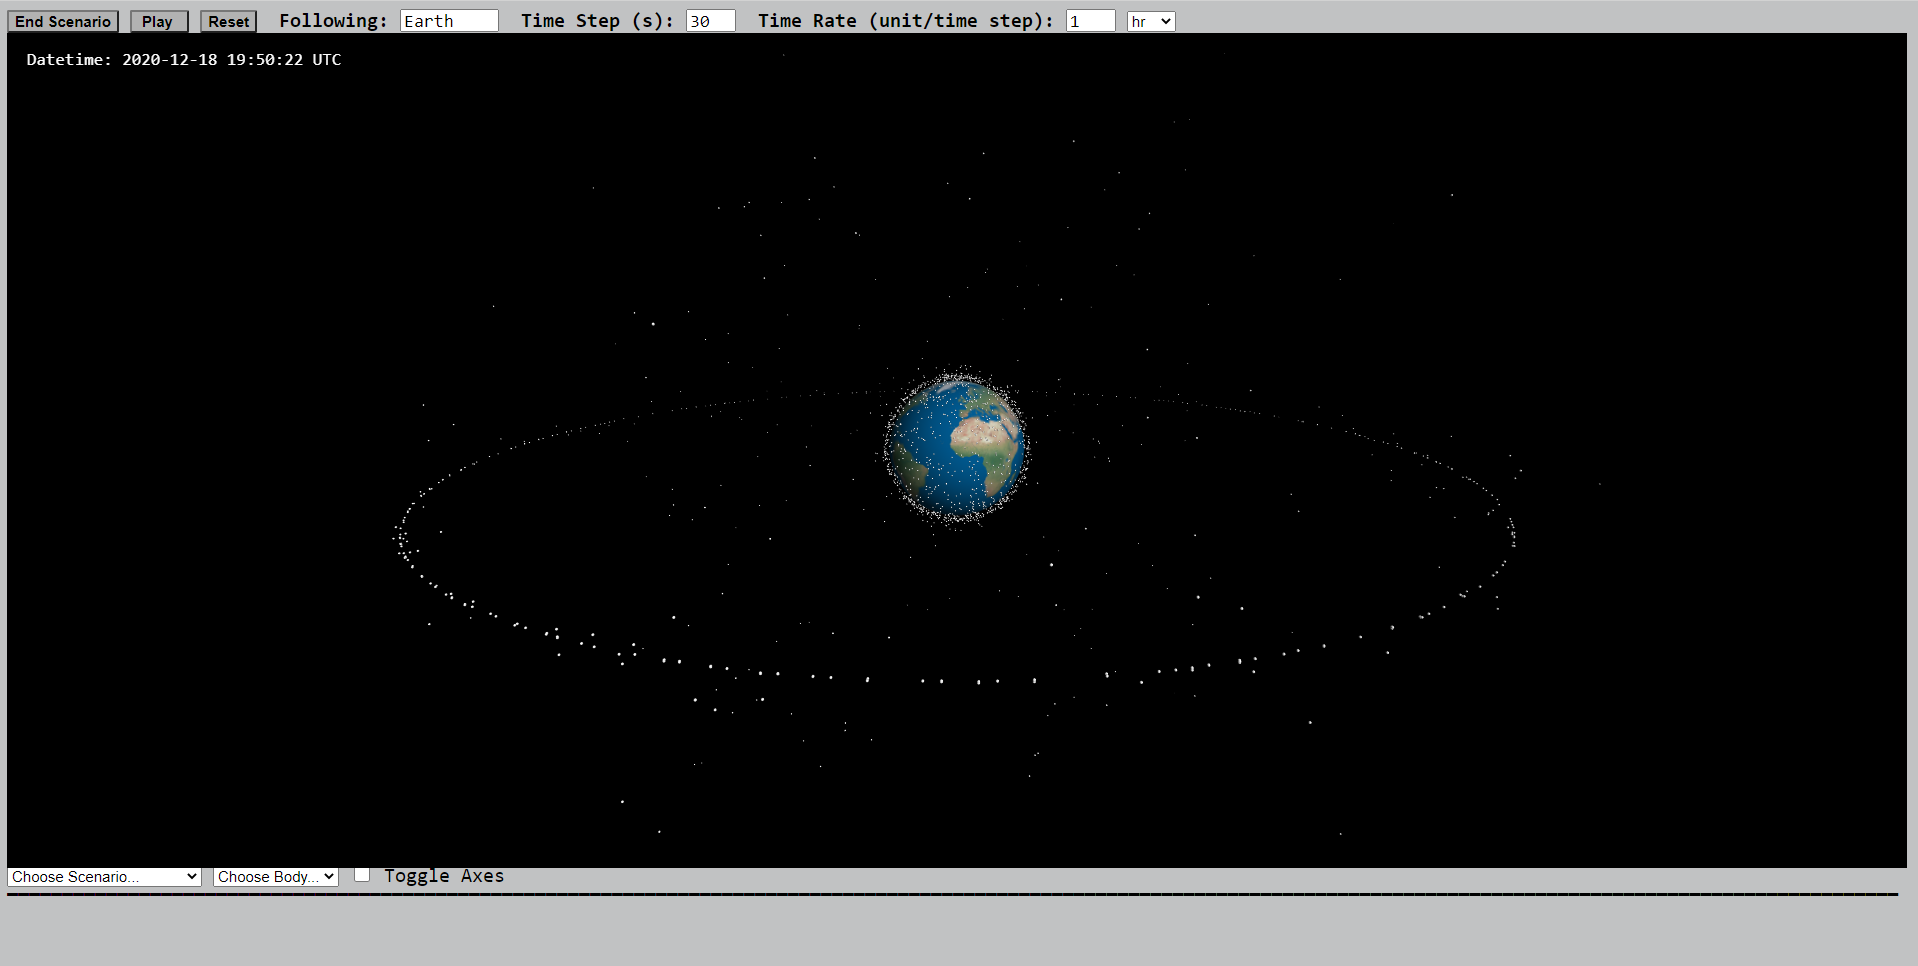 End Scenario Play Reset Following: Earth Time Step (s): 30 Time Rate (unit/time step): 1 hr
Datetime: 2020-12-18 19:50:22 UTC
Choose Scenario... Choose Body... Toggle Axes